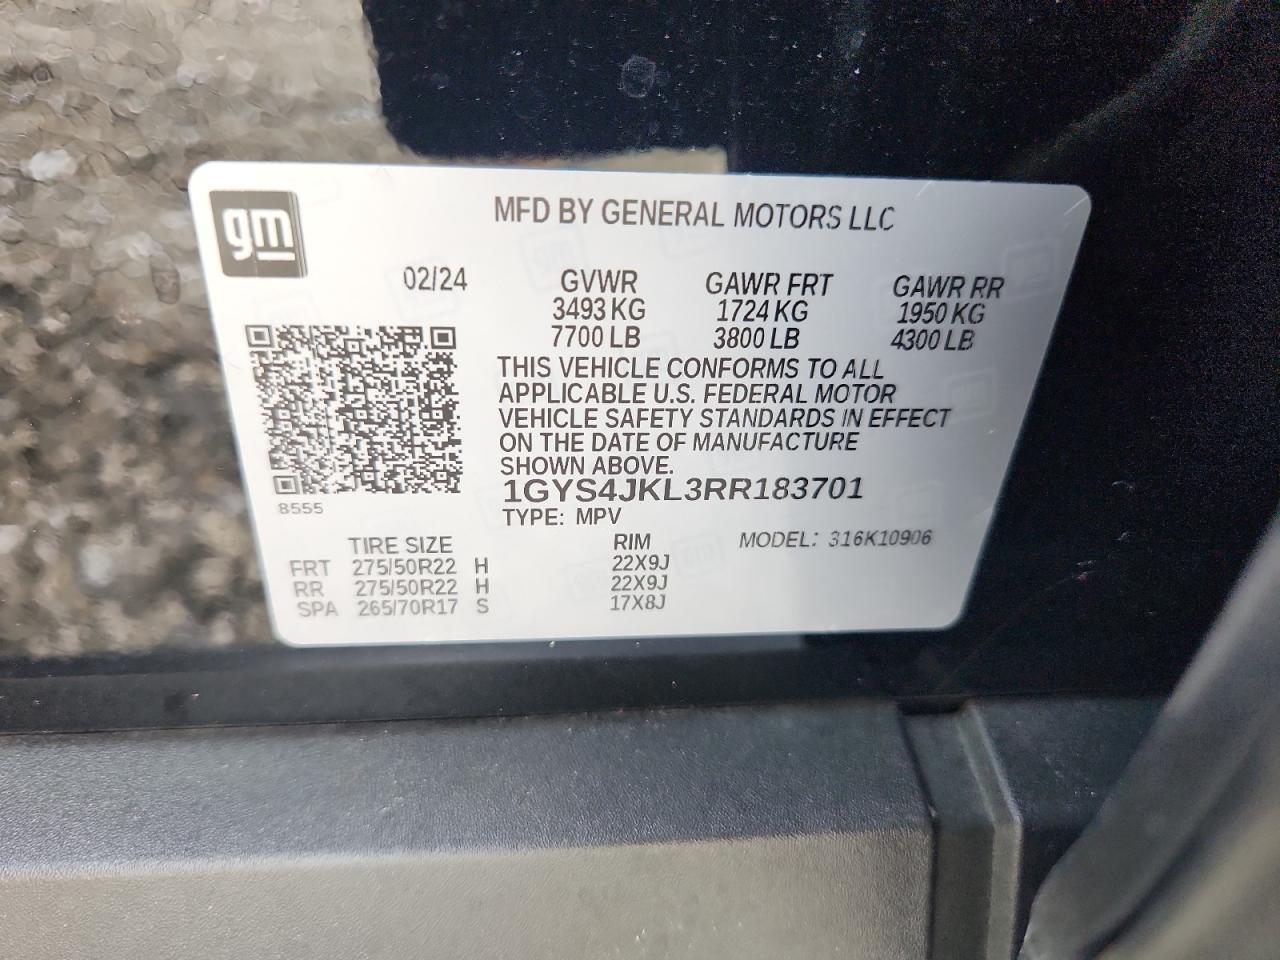 gm
MFD BY GENERAL MOTORS LLC
02/24 GVWR GAWR FRT GAWR RR
3493 KG 1724 KG 1950 KG
7700 LB 3800 LB 4300 LB
THIS VEHICLE CONFORMS TO ALL
APPLICABLE U.S. FEDERAL MOTOR
VEHICLE SAFETY STANDARDS IN EFFECT
ON THE DATE OF MANUFACTURE
SHOWN ABOVE.
1GYS4JKL3RR183701
8555
TYPE: MPV
TIRE SIZE RIM MODEL: 316K10906
FRT 275/50R22 H 22X9J
RR 275/50R22 H 22X9J
SPA 265/70R17 S 17X8J